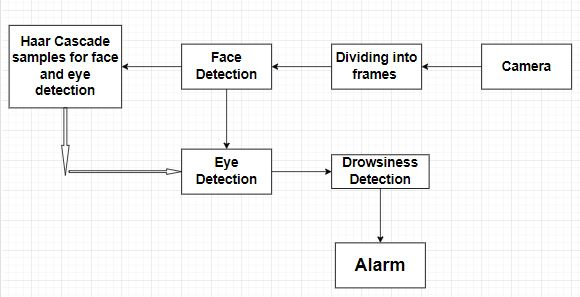 Haar Cascade
samples for face
and eye
detection
Face
Detection
Dividing into
frames
Camera
Eye
Detection
Drowsiness
Detection
Alarm